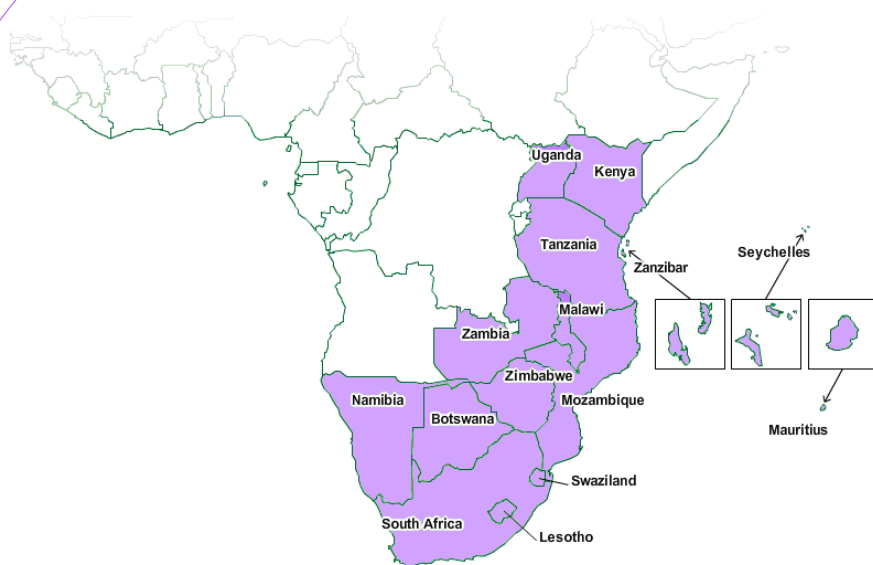 Uganda
Kenya
Tanzania
Seychelles
Zanzibar
Malawi
Zambia
Zimbabwe
Namibia
Mozambique
Botswana
Mauritius
Swaziland
South Africa
Lesotho